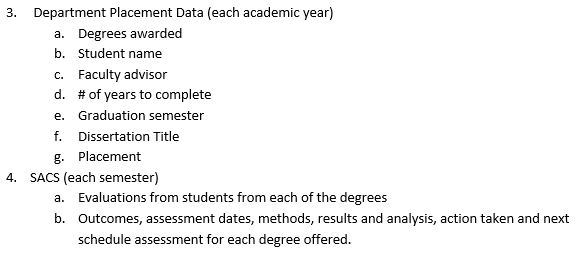 3. Department Placement Data (each academic year)
a. Degrees awarded
b. Student name
c. Faculty advisor
d. # of years to complete
e. Graduation semester
f. Dissertation Title
g. Placement
4. SACS (each semester)
a. Evaluations from students from each of the degrees
b. Outcomes, assessment dates, methods, results and analysis, action taken and next
schedule assessment for each degree offered.